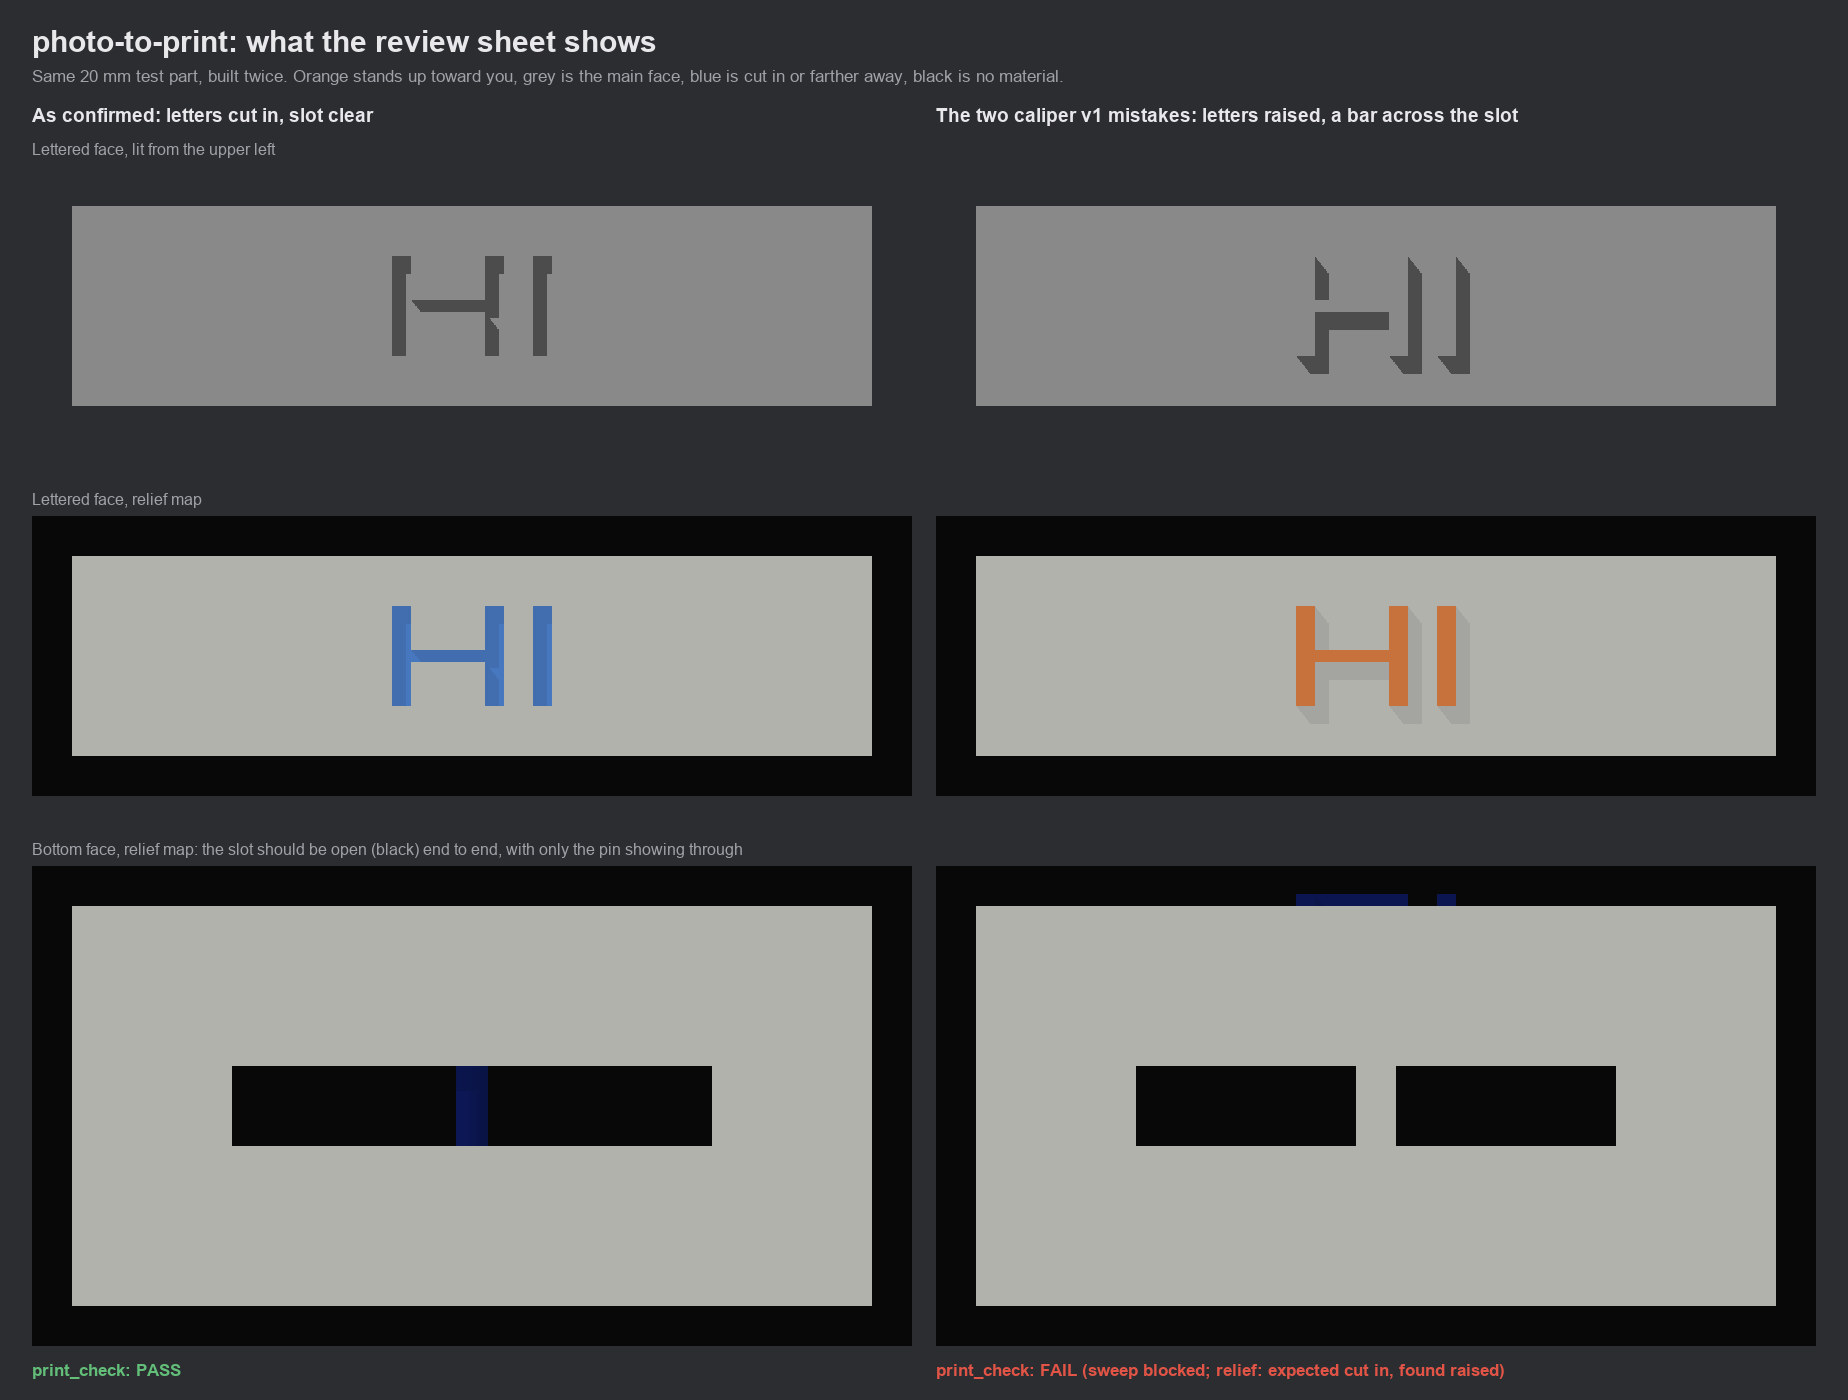 photo-to-print: what the review sheet shows
Same 20 mm test part, built twice. Orange stands up toward you, grey is the main face, blue is cut in or farther away, black is no material.
As confirmed: letters cut in, slot clear
The two caliper v1 mistakes: letters raised, a bar across the slot
Lettered face, lit from the upper left
HI
HI
Lettered face, relief map
HI
HI
Bottom face, relief map: the slot should be open (black) end to end, with only the pin showing through
print_check: PASS
print_check: FAIL (sweep blocked; relief: expected cut in, found raised)